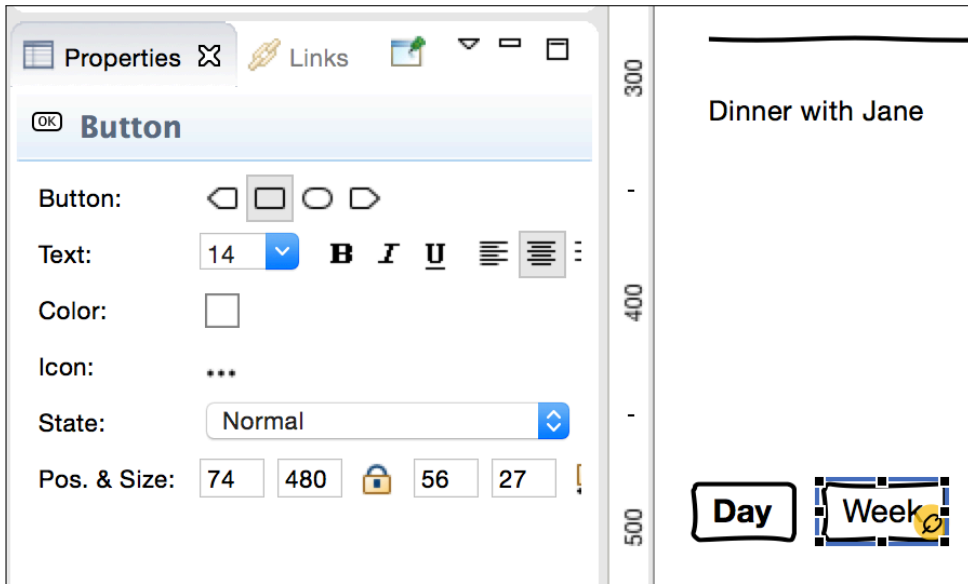 Properties
Links
OK Button
Button:
Text: 14 B I U
Color:
Icon:
State: Normal
Pos. & Size: 74 480 56 27
300
400
500
Dinner with Jane
Day
Week